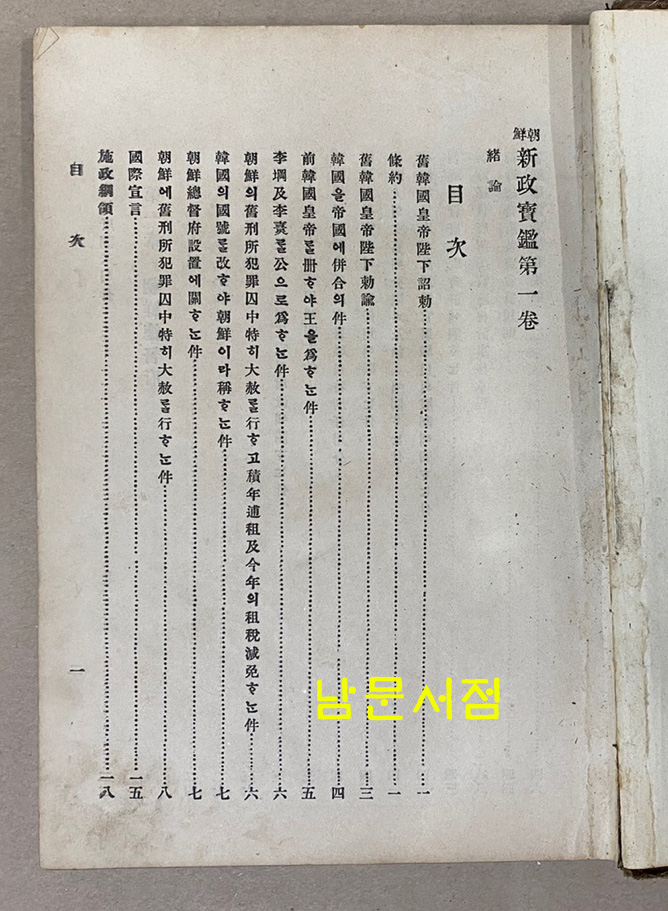 朝鮮
新政寶鑑第一卷
緖論
目次
舊韓國皇帝陛下詔勅……一
條約……一
舊韓國皇帝陛下勅諭……三
韓國을帝國에併合의件……四
前韓國皇帝를冊ᄒᆞ야王을爲ᄒᆞᄂᆞᆫ件……五
李堈及李熹를公으로爲ᄒᆞᄂᆞᆫ件……六
朝鮮의舊刑所犯罪囚中特히大赦를行ᄒᆞ고積年逋租及今年의租稅減免ᄒᆞᄂᆞᆫ件……六
韓國의國號를改ᄒᆞ야朝鮮이라稱ᄒᆞᄂᆞᆫ件……七
朝鮮總督府設置에關ᄒᆞᄂᆞᆫ件……七
朝鮮에舊刑所犯罪囚中特히大赦를行ᄒᆞᄂᆞᆫ件……八
國際宣言……一五
施政綱領……一八
目次 一
남문서점